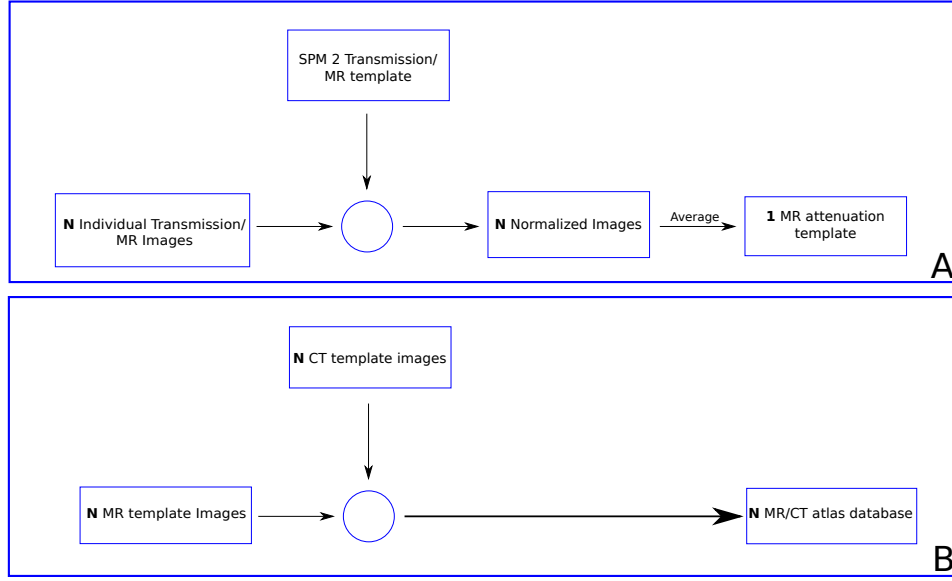 SPM 2 Transmission/
MR template
N Individual Transmission/
MR Images
N Normalized Images
Average
1 MR attenuation
template
A
N CT template images
N MR template Images
N MR/CT atlas database
B